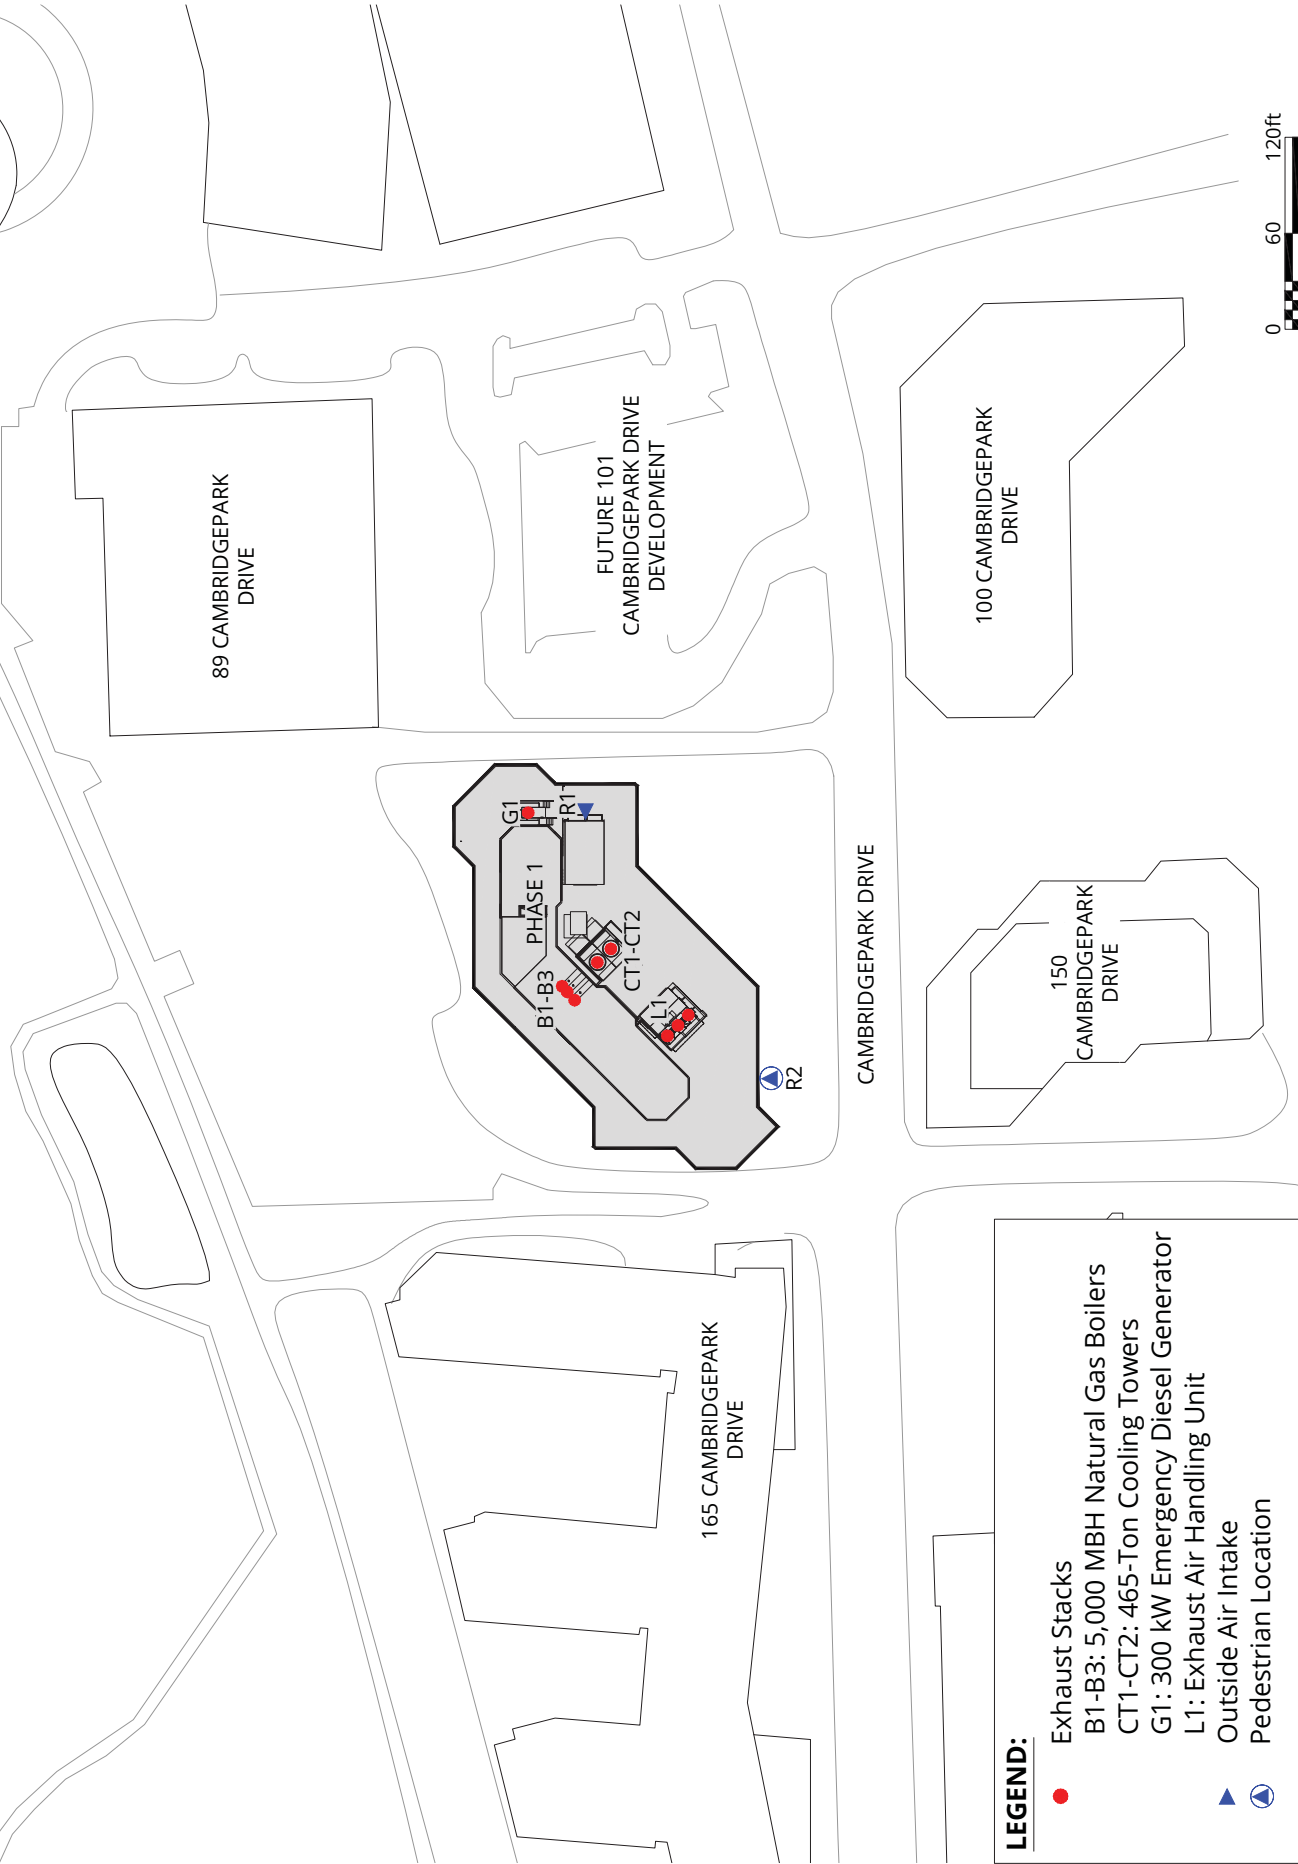 89 CAMBRIDGEPARK
DRIVE
FUTURE 101
CAMBRIDGEPARK DRIVE
DEVELOPMENT
100 CAMBRIDGEPARK
DRIVE
0 60 120ft
G1
R1
PHASE 1
B1-B3
CT1-CT2
L1
R2
CAMBRIDGEPARK DRIVE
150
CAMBRIDGEPARK
DRIVE
165 CAMBRIDGEPARK
DRIVE
LEGEND:
Exhaust Stacks
B1-B3: 5,000 MBH Natural Gas Boilers
CT1-CT2: 465-Ton Cooling Towers
G1: 300 kW Emergency Diesel Generator
L1: Exhaust Air Handling Unit
Outside Air Intake
Pedestrian Location